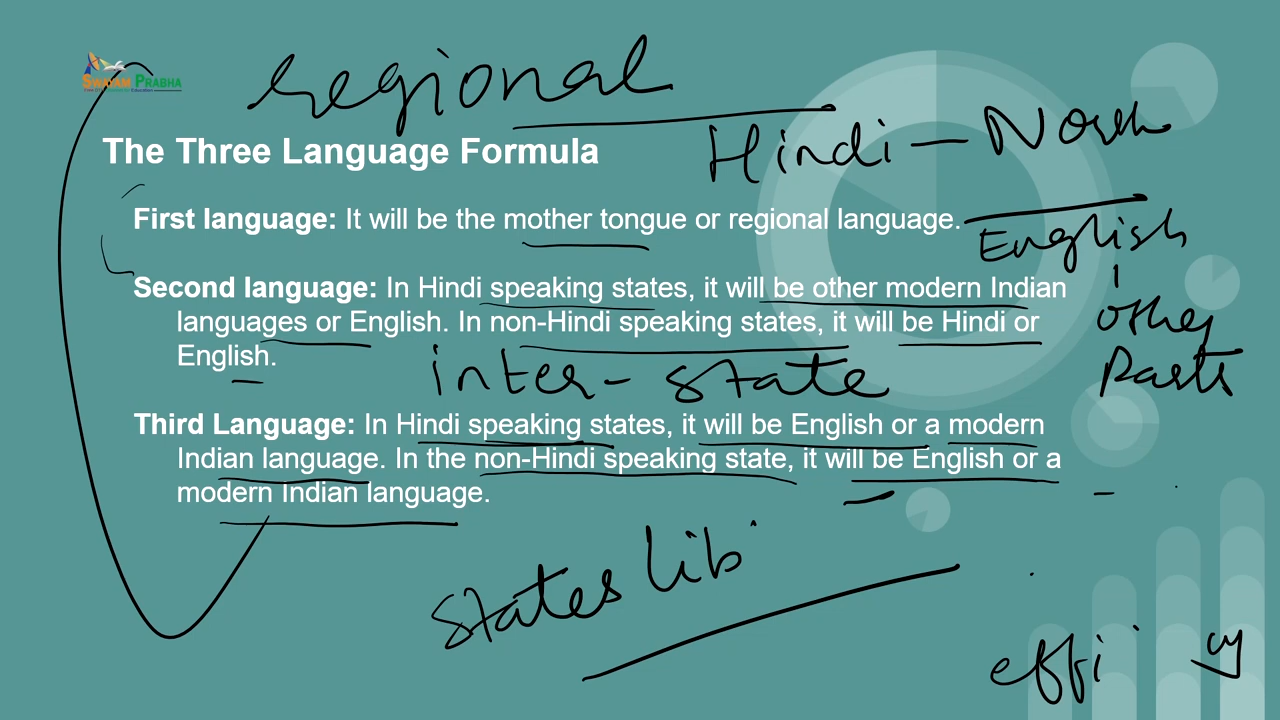 SWAYAM PRABHA
regional
Hindi - North
The Three Language Formula
First language: It will be the mother tongue or regional language.
English
Second language: In Hindi speaking states, it will be other modern Indian
languages or English. In non-Hindi speaking states, it will be Hindi or
English.
other
parts
inter-state
Third Language: In Hindi speaking states, it will be English or a modern
Indian language. In the non-Hindi speaking state, it will be English or a
modern Indian language.
states lib
effi cy